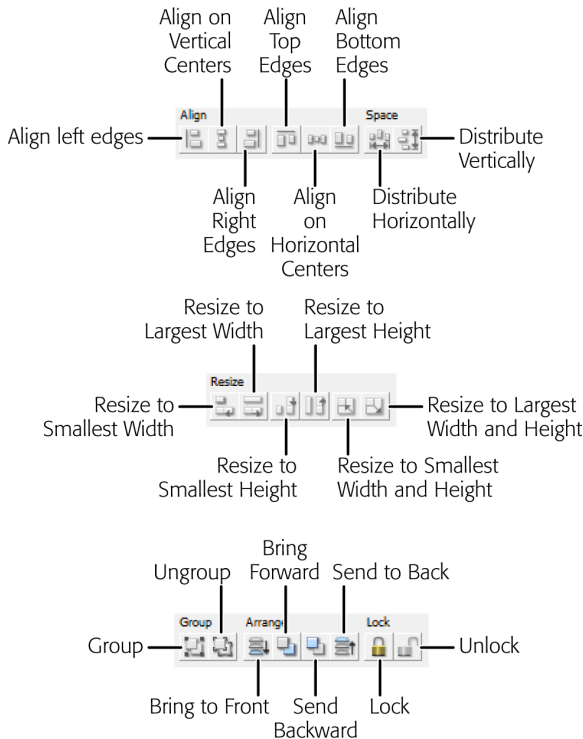 Align on
Vertical
Centers
Align
Top
Edges
Align
Bottom
Edges
Align
Space
Align left edges
Distribute
Vertically
Align
Right
Edges
Align
on
Horizontal
Centers
Distribute
Horizontally
Resize to
Largest Width
Resize to
Largest Height
Resize
Resize to
Smallest Width
Resize to Largest
Width and Height
Resize to
Smallest Height
Resize to Smallest
Width and Height
Ungroup
Bring
Forward
Send to Back
Group
Arrange
Lock
Group
Unlock
Bring to Front
Send
Backward
Lock